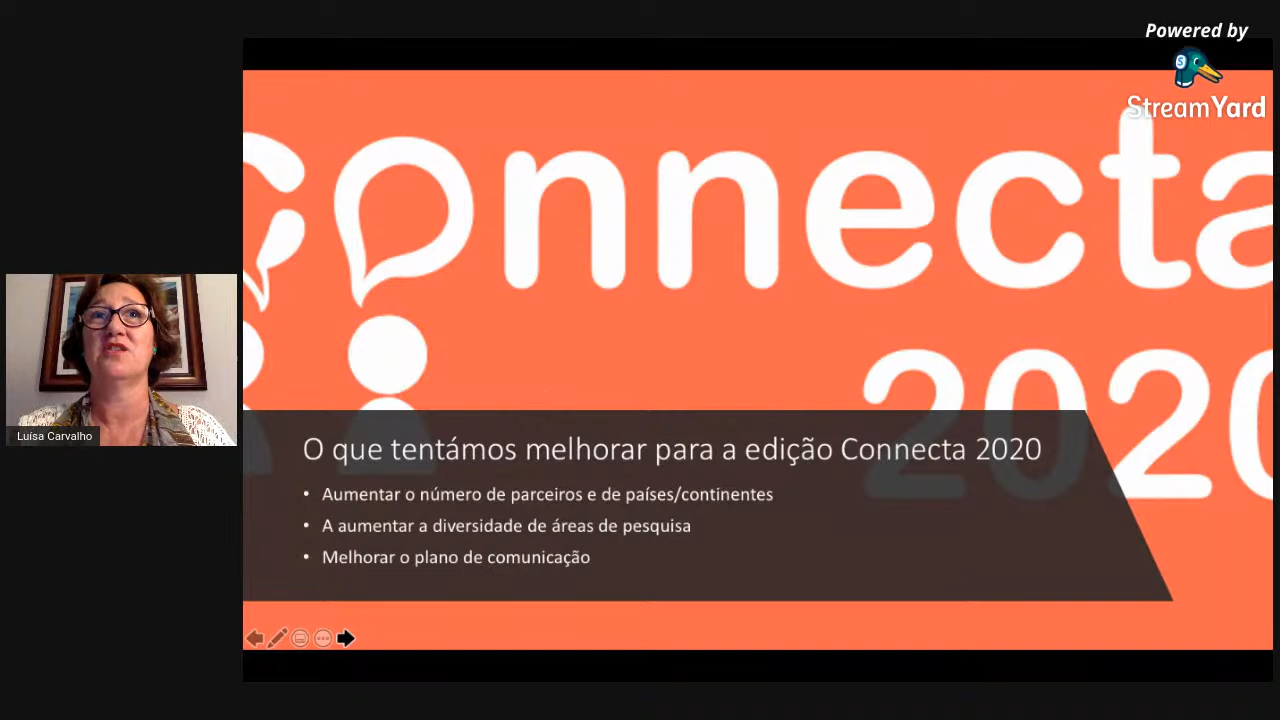 Powered by
StreamYard
connecta
2020
Luísa Carvalho
O que tentámos melhorar para a edição Connecta 2020
• Aumentar o número de parceiros e de países/continentes
• A aumentar a diversidade de áreas de pesquisa
• Melhorar o plano de comunicação